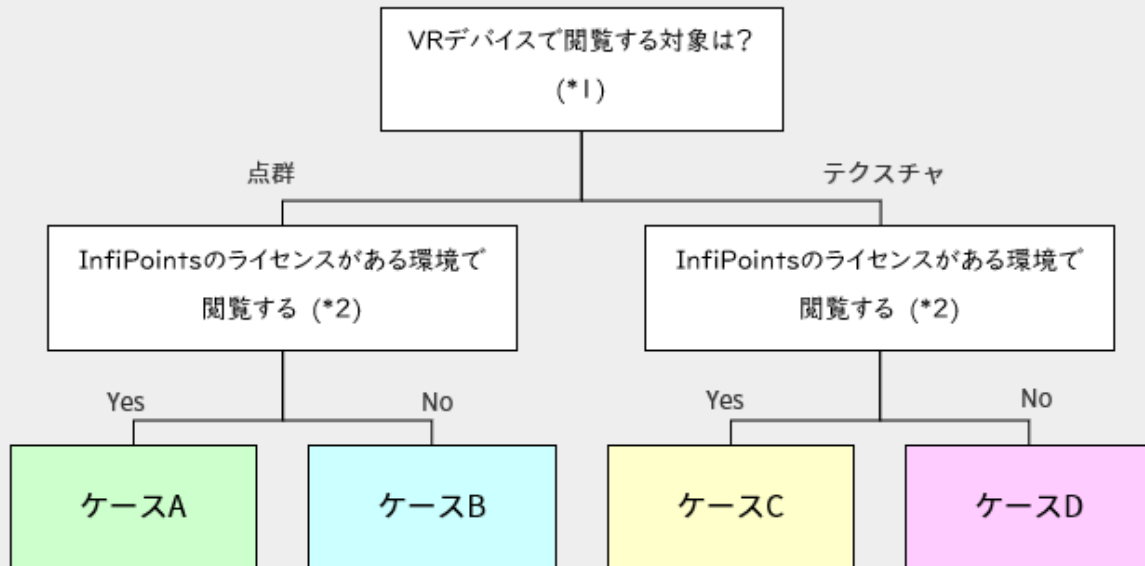 VRデバイスで閲覧する対象は？
(*1)
点群
テクスチャ
InfiPointsのライセンスがある環境で
閲覧する (*2)
InfiPointsのライセンスがある環境で
閲覧する (*2)
Yes
No
Yes
No
ケースA
ケースB
ケースC
ケースD